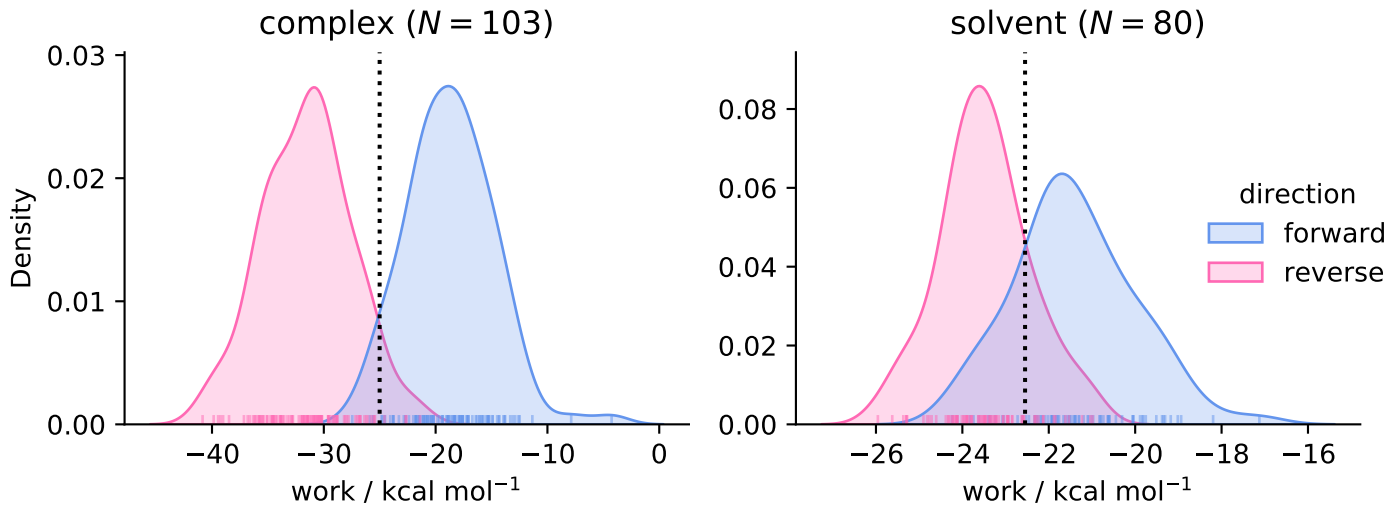 complex (N = 103)
0.03
0.02
0.01
0.00
Density
−40 −30 −20 −10 0
work / kcal mol⁻¹
solvent (N = 80)
0.08
0.06
0.04
0.02
0.00
−26 −24 −22 −20 −18 −16
work / kcal mol⁻¹
direction
forward
reverse